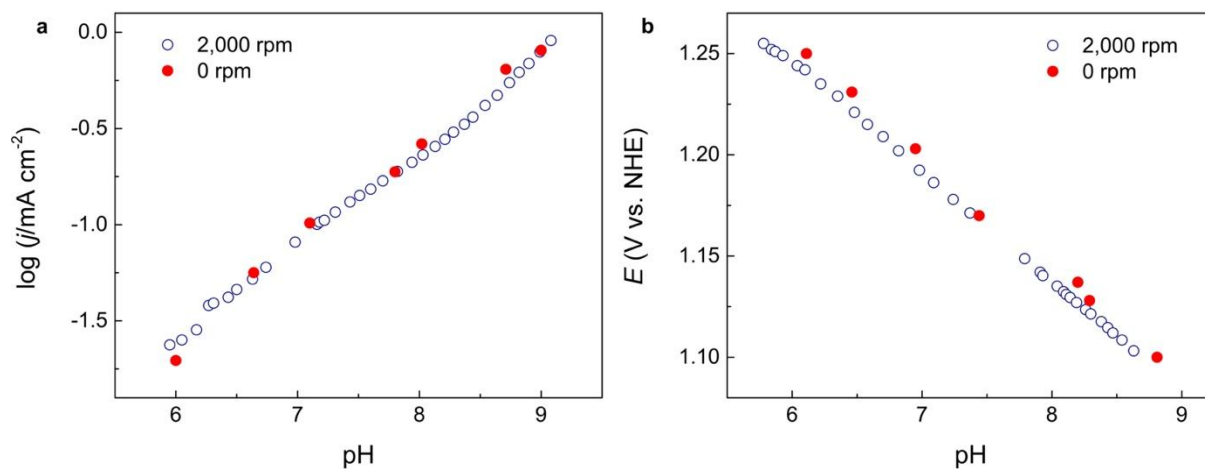 a
2,000 rpm
0 rpm
0.0
-0.5
-1.0
-1.5
log (j/mA cm⁻²)
6
7
8
9
pH
b
2,000 rpm
0 rpm
1.25
1.20
1.15
1.10
E (V vs. NHE)
6
7
8
9
pH